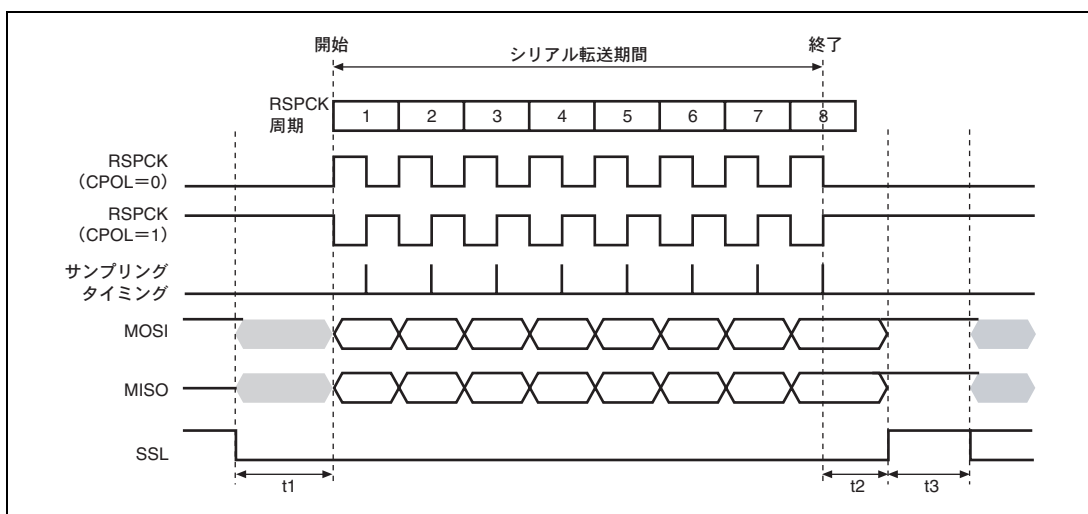 開始
シリアル転送期間
終了
RSPCK
周期
1 2 3 4 5 6 7 8
RSPCK
(CPOL=0)
RSPCK
(CPOL=1)
サンプリング
タイミング
MOSI
MISO
SSL
t1
t2
t3